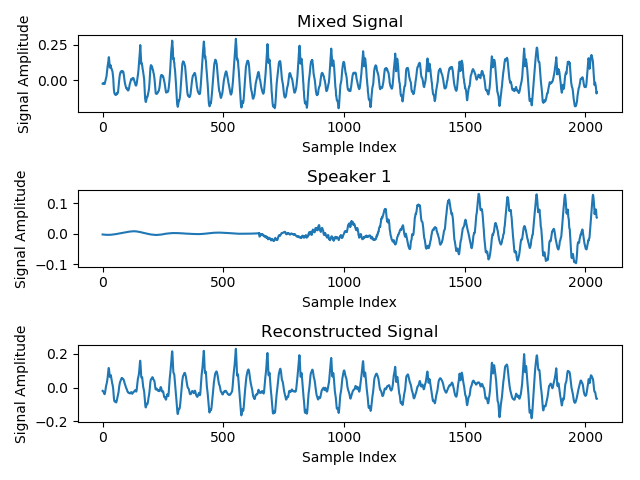 Mixed Signal
Signal Amplitude
0.25
0.00
0 500 1000 1500 2000
Sample Index
Speaker 1
Signal Amplitude
0.1
0.0
−0.1
0 500 1000 1500 2000
Sample Index
Reconstructed Signal
Signal Amplitude
0.2
0.0
−0.2
0 500 1000 1500 2000
Sample Index